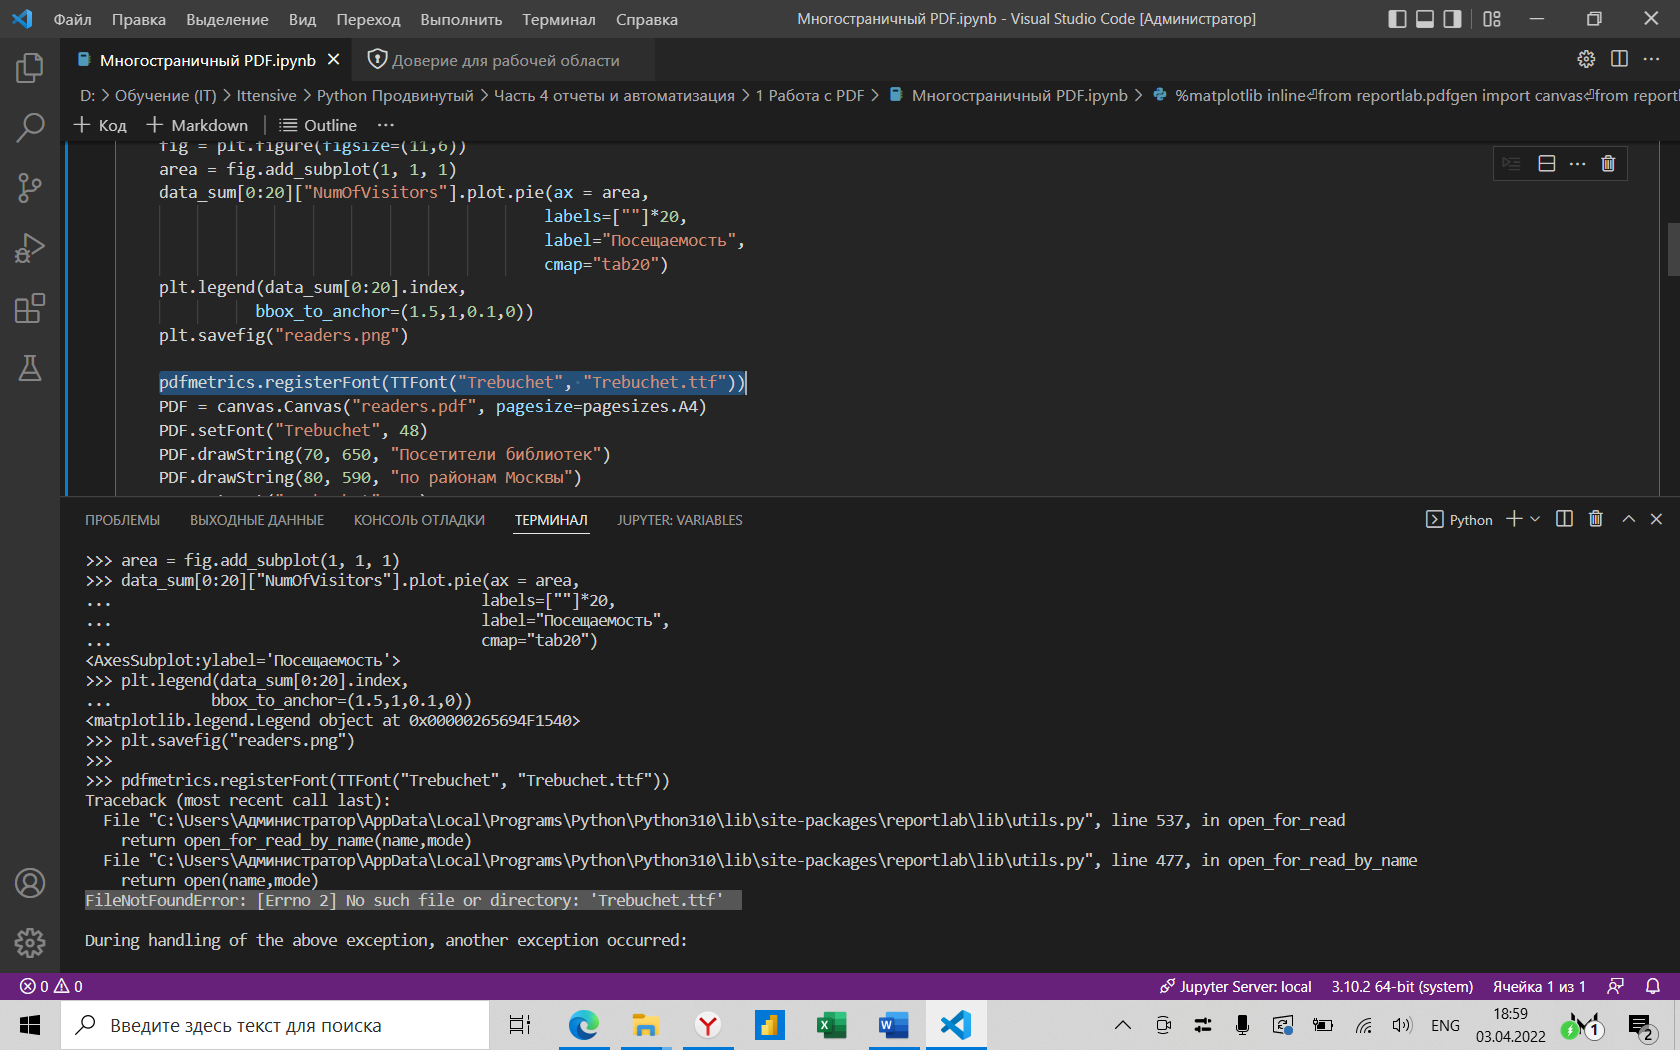 Файл Правка Выделение Вид Переход Выполнить Терминал Справка Многостраничный PDF.ipynb - Visual Studio Code [Администратор]
Многостраничный PDF.ipynb Доверие для рабочей области
D: > Обучение (IT) > Ittensive > Python Продвинутый > Часть 4 отчеты и автоматизация > 1 Работа с PDF > Многостраничный PDF.ipynb > %matplotlib inline⏎from reportlab.pdfgen import canvas⏎from reportl
+ Код + Markdown Outline ...
fig = plt.figure(figsize=(11,6))
area = fig.add_subplot(1, 1, 1)
data_sum[0:20]["NumOfVisitors"].plot.pie(ax = area,
labels=[""]*20,
label="Посещаемость",
cmap="tab20")
plt.legend(data_sum[0:20].index,
bbox_to_anchor=(1.5,1,0.1,0))
plt.savefig("readers.png")
pdfmetrics.registerFont(TTFont("Trebuchet", "Trebuchet.ttf"))
PDF = canvas.Canvas("readers.pdf", pagesize=pagesizes.A4)
PDF.setFont("Trebuchet", 48)
PDF.drawString(70, 650, "Посетители библиотек")
PDF.drawString(80, 590, "по районам Москвы")
ПРОБЛЕМЫ ВЫХОДНЫЕ ДАННЫЕ КОНСОЛЬ ОТЛАДКИ ТЕРМИНАЛ JUPYTER: VARIABLES Python
>>> area = fig.add_subplot(1, 1, 1)
>>> data_sum[0:20]["NumOfVisitors"].plot.pie(ax = area,
... labels=[""]*20,
... label="Посещаемость",
... cmap="tab20")
<AxesSubplot:ylabel='Посещаемость'>
>>> plt.legend(data_sum[0:20].index,
... bbox_to_anchor=(1.5,1,0.1,0))
<matplotlib.legend.Legend object at 0x00000265694F1540>
>>> plt.savefig("readers.png")
>>>
>>> pdfmetrics.registerFont(TTFont("Trebuchet", "Trebuchet.ttf"))
Traceback (most recent call last):
File "C:\Users\Администратор\AppData\Local\Programs\Python\Python310\lib\site-packages\reportlab\lib\utils.py", line 537, in open_for_read
return open_for_read_by_name(name,mode)
File "C:\Users\Администратор\AppData\Local\Programs\Python\Python310\lib\site-packages\reportlab\lib\utils.py", line 477, in open_for_read_by_name
return open(name,mode)
FileNotFoundError: [Errno 2] No such file or directory: 'Trebuchet.ttf'
During handling of the above exception, another exception occurred:
0 0 Jupyter Server: local 3.10.2 64-bit (system) Ячейка 1 из 1
Введите здесь текст для поиска ENG 18:59
03.04.2022 1 2